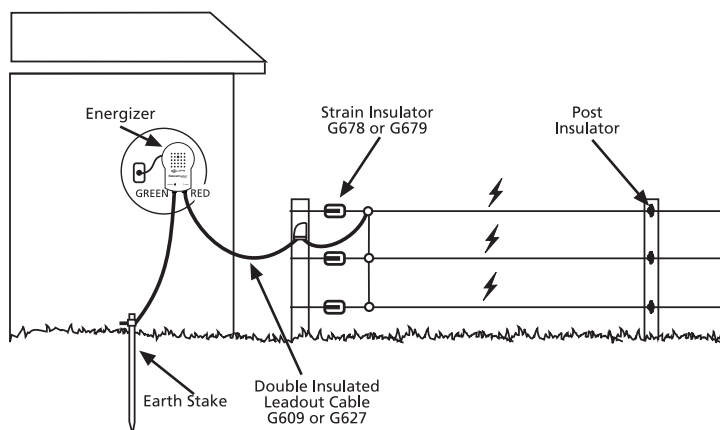 Energizer
Strain Insulator
G678 or G679
Post
Insulator
GREEN
RED
Double Insulated
Leadout Cable
G609 or G627
Earth Stake